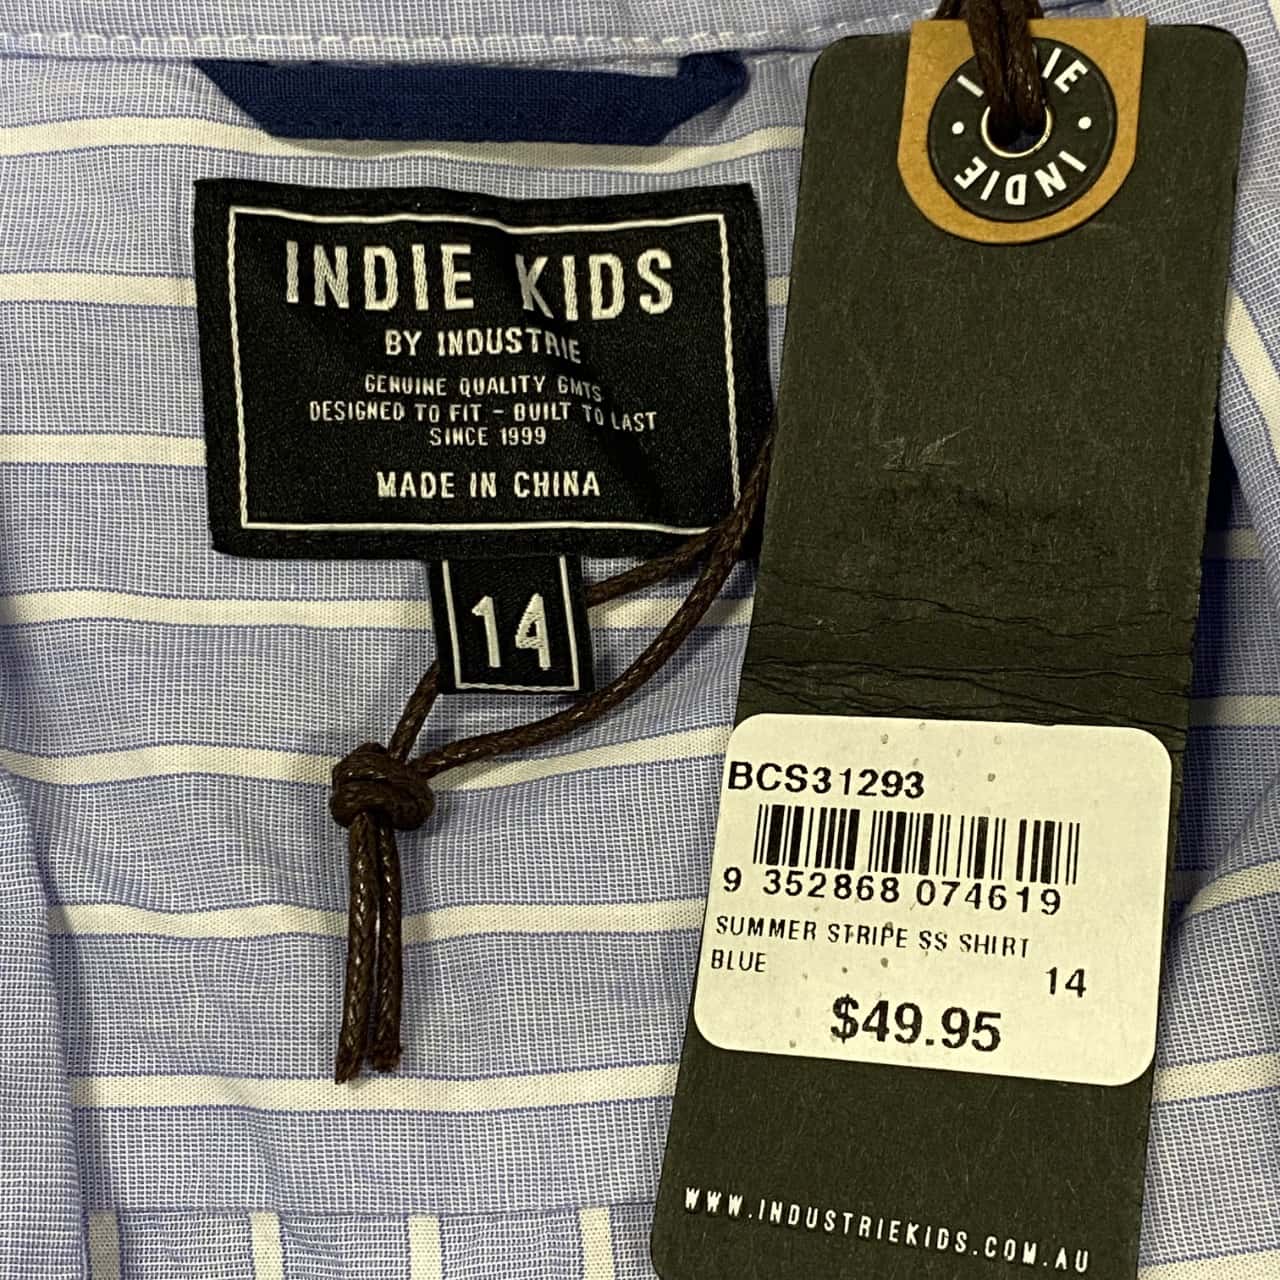 INDIE KIDS
BY INDUSTRIE
GENUINE QUALITY GMTS
DESIGNED TO FIT - BUILT TO LAST
SINCE 1999
MADE IN CHINA
14
INDIE
BCS31293
9 352868 074619
SUMMER STRIPE SS SHIRT
BLUE
14
$49.95
WWW.INDUSTRIEKIDS.COM.AU